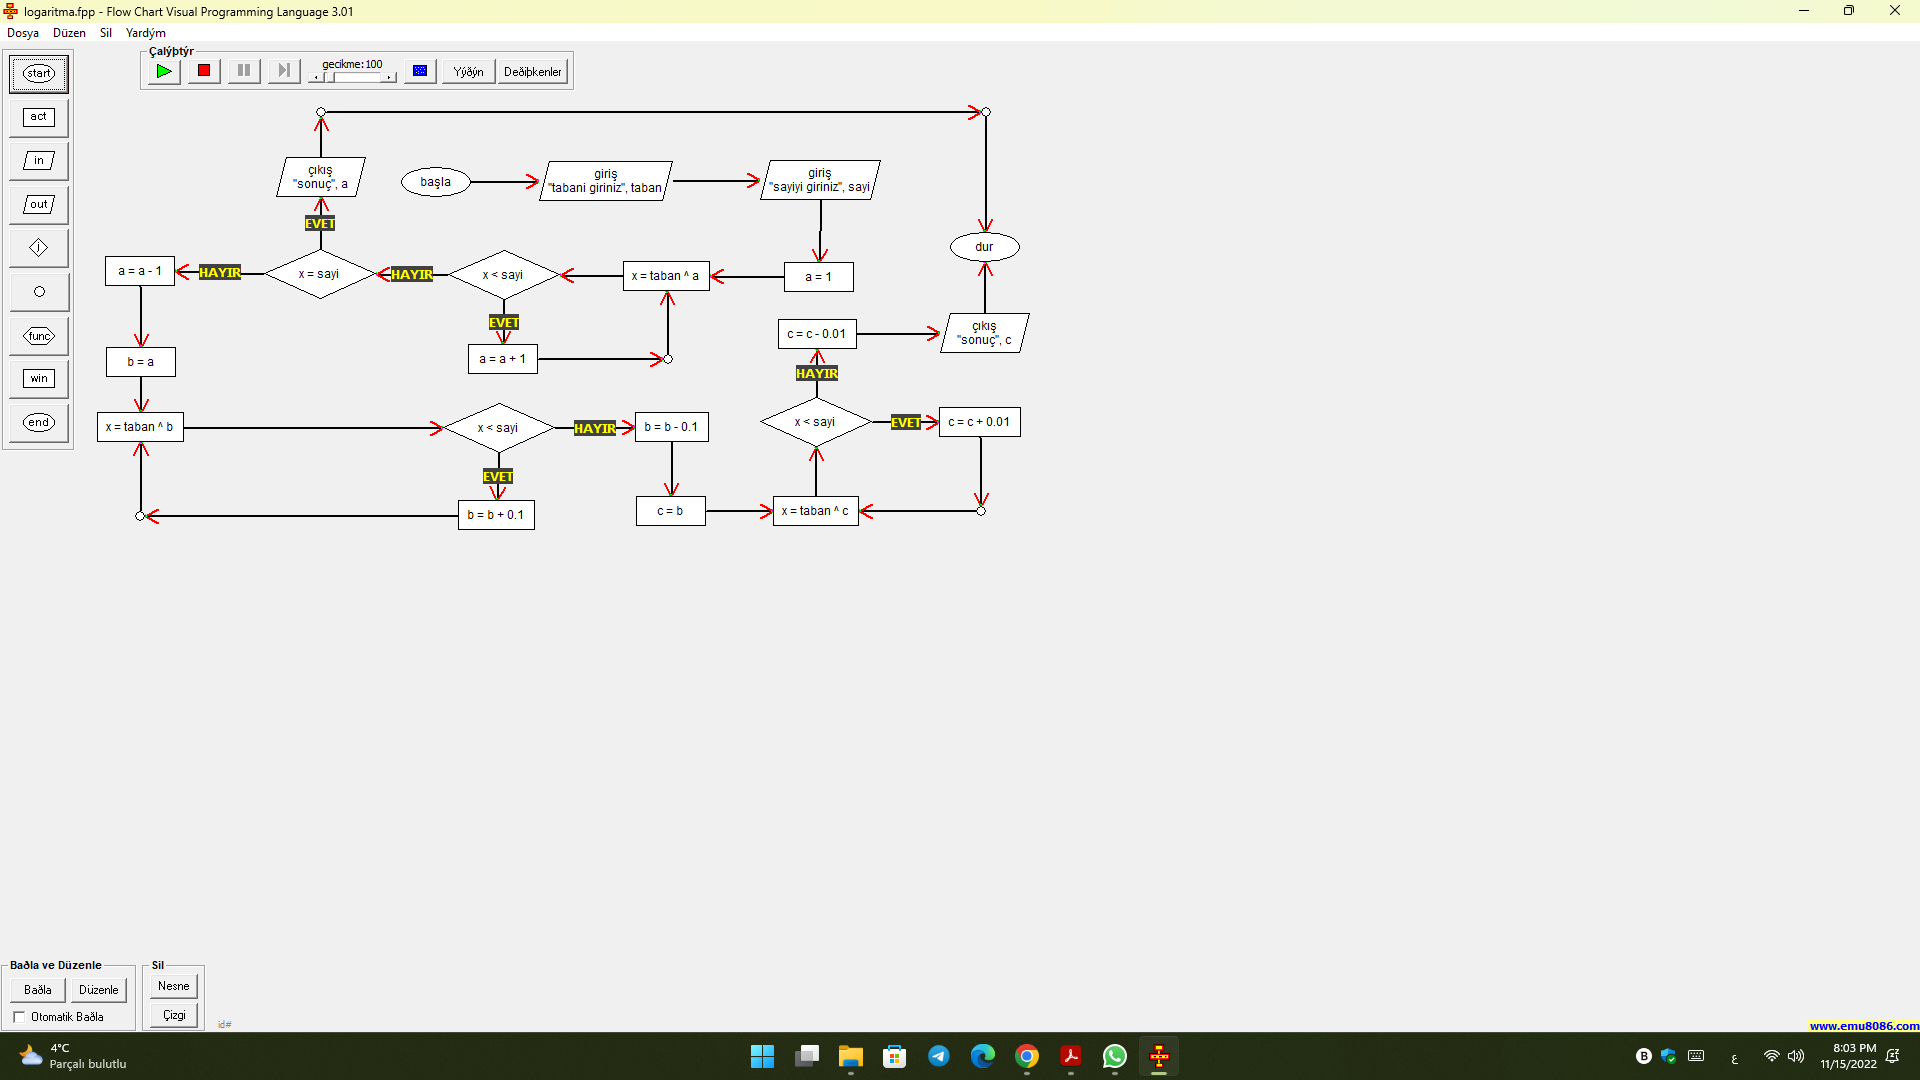 logaritma.fpp - Flow Chart Visual Programming Language 3.01
Dosya Düzen Sil Yardým
Çalýþtýr
gecikme:100
Yýðýn
Deðiþkenler
start
act
in
out
j
func
win
end
çıkış
"sonuç", a
başla
giriş
"tabani giriniz", taban
giriş
"sayiyi giriniz", sayi
EVET
dur
a = a - 1
HAYIR
x = sayi
HAYIR
x < sayi
x = taban ^ a
a = 1
EVET
a = a + 1
c = c - 0.01
çıkış
"sonuç", c
b = a
HAYIR
x = taban ^ b
x < sayi
HAYIR
b = b - 0.1
x < sayi
EVET
c = c + 0.01
EVET
b = b + 0.1
c = b
x = taban ^ c
Baðla ve Düzenle
Baðla
Düzenle
Otomatik Baðla
Sil
Nesne
Çizgi
id#
www.emu8086.com
4°C
Parçalı bulutlu
B
ع
8:03 PM
11/15/2022